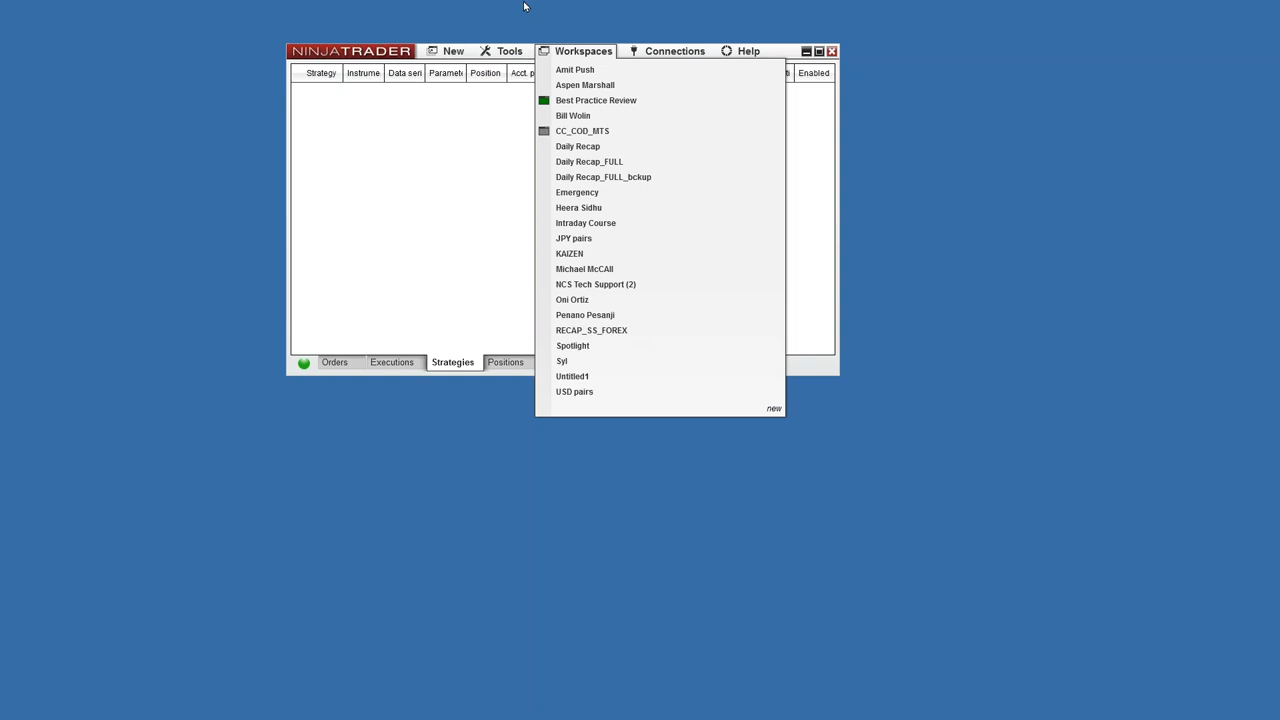 NINJATRADER New Tools Workspaces Connections Help
Strategy Instrume Data seri Paramete Position Acct. p Enabled
Amit Push
Aspen Marshall
Best Practice Review
Bill Wolin
CC_COD_MTS
Daily Recap
Daily Recap_FULL
Daily Recap_FULL_bckup
Emergency
Heera Sidhu
Intraday Course
JPY pairs
KAIZEN
Michael McCAll
NCS Tech Support (2)
Oni Ortiz
Penano Pesanji
RECAP_SS_FOREX
Spotlight
Syl
Untitled1
USD pairs
new
Orders Executions Strategies Positions